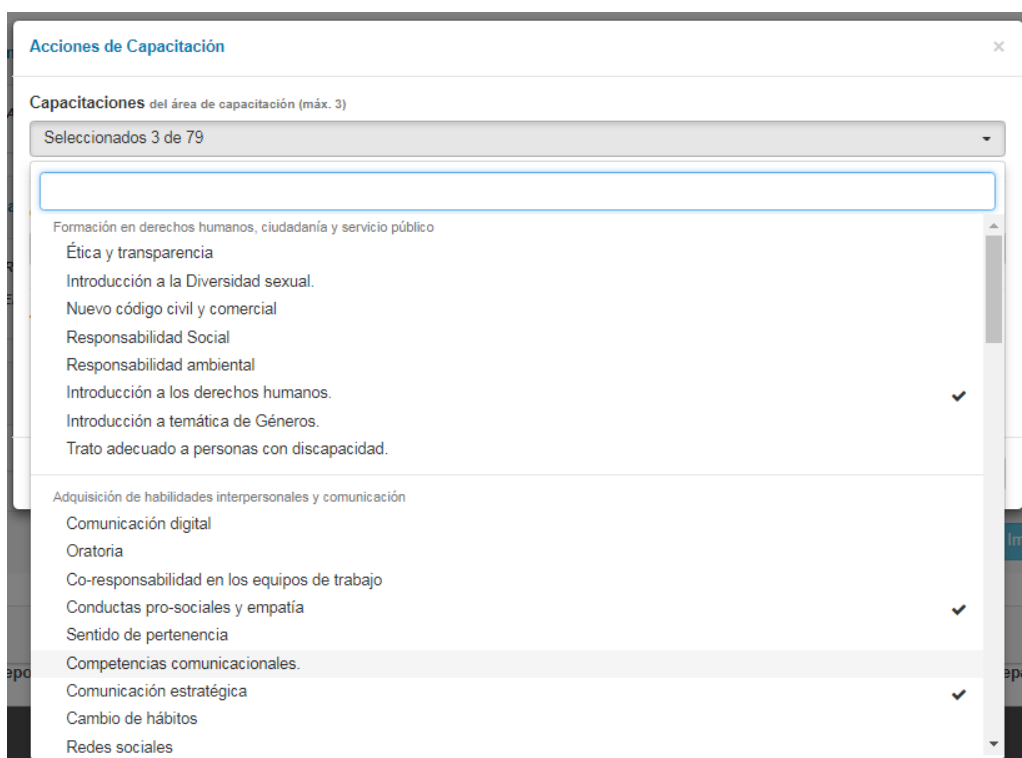 Acciones de Capacitación ×
Capacitaciones del área de capacitación (máx. 3)
Seleccionados 3 de 79
Formación en derechos humanos, ciudadanía y servicio público
Ética y transparencia
Introducción a la Diversidad sexual.
Nuevo código civil y comercial
Responsabilidad Social
Responsabilidad ambiental
Introducción a los derechos humanos.
Introducción a temática de Géneros.
Trato adecuado a personas con discapacidad.
Adquisición de habilidades interpersonales y comunicación
Comunicación digital
Oratoria
Co-responsabilidad en los equipos de trabajo
Conductas pro-sociales y empatía
Sentido de pertenencia
Competencias comunicacionales.
Comunicación estratégica
Cambio de hábitos
Redes sociales